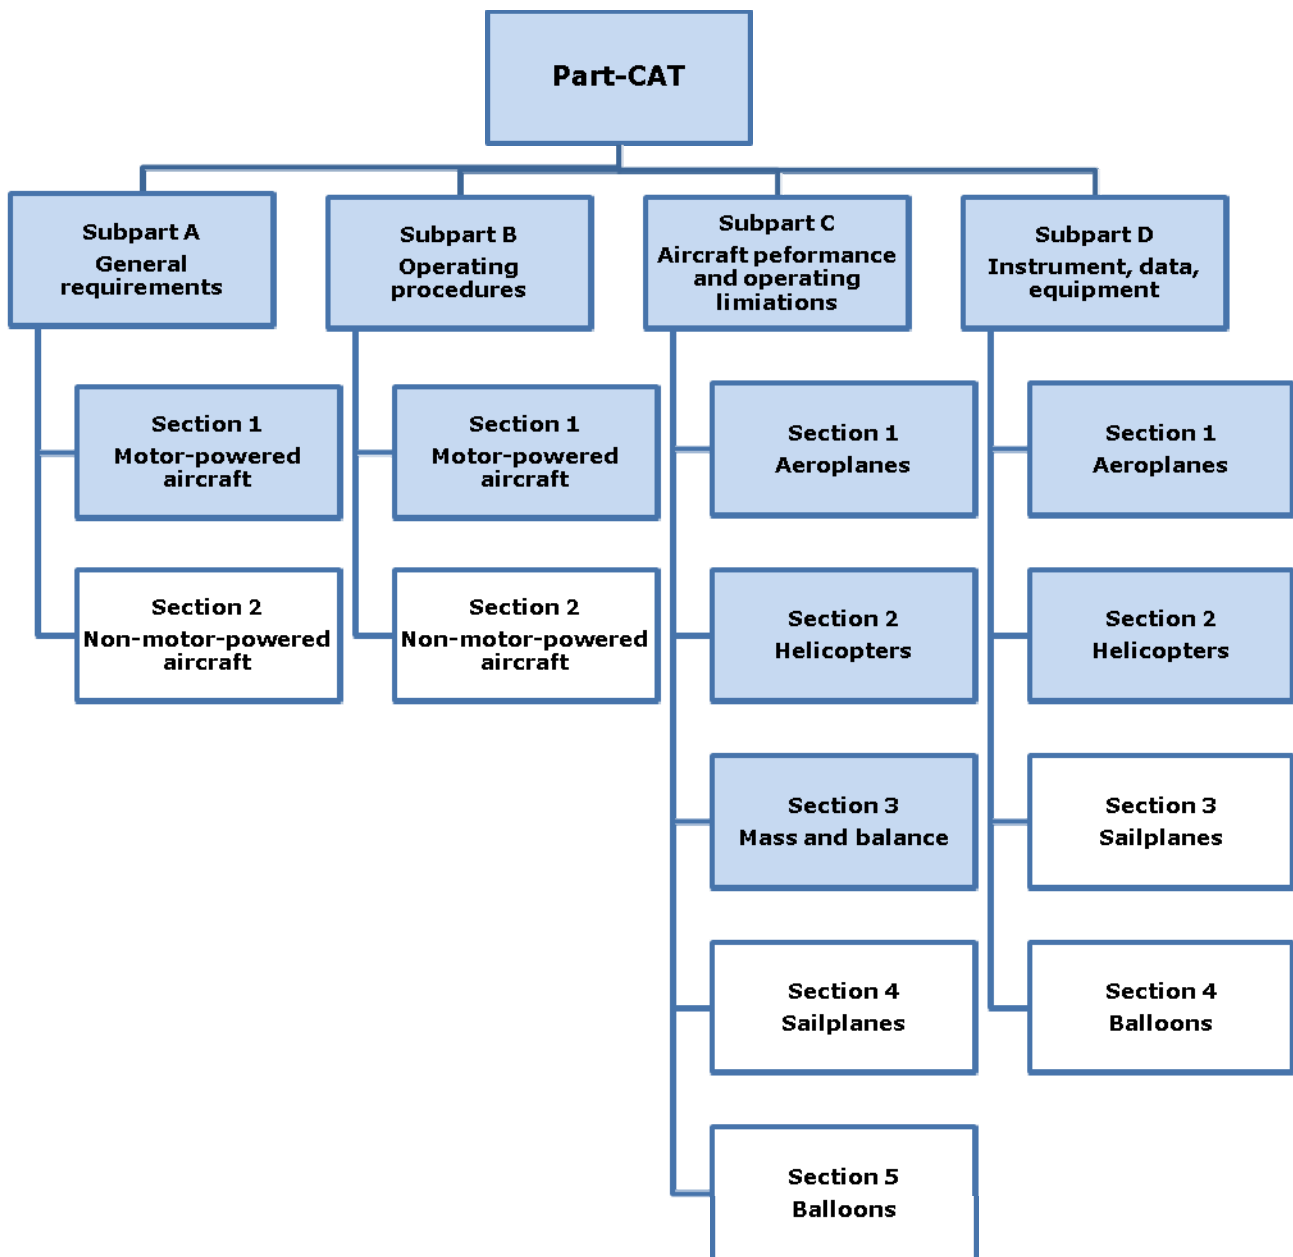 Part-CAT
Subpart A
General
requirements
Section 1
Motor-powered
aircraft
Section 2
Non-motor-powered
aircraft
Subpart B
Operating
procedures
Section 1
Motor-powered
aircraft
Section 2
Non-motor-powered
aircraft
Subpart C
Aircraft peformance
and operating
limiations
Section 1
Aeroplanes
Section 2
Helicopters
Section 3
Mass and balance
Section 4
Sailplanes
Section 5
Balloons
Subpart D
Instrument, data,
equipment
Section 1
Aeroplanes
Section 2
Helicopters
Section 3
Sailplanes
Section 4
Balloons